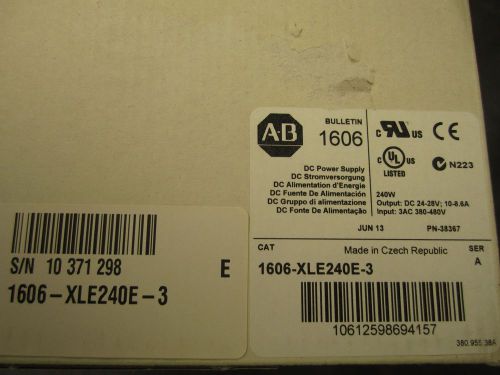 S/N 10 371 298
E
1606-XLE240E-3
A-B
BULLETIN
1606
c RU us
CE
c UL us
LISTED
N223
DC Power Supply
DC Stromversorgung
DC Alimentation d'Energie
DC Fuente De Alimentación
DC Gruppo di alimentazione
DC Fonte De Alimentação
240W
Output: DC 24-28V; 10-8.6A
Input: 3AC 380-480V
JUN 13
PN-38367
CAT
Made in Czech Republic
SER
1606-XLE240E-3
A
10612598694157
380.955.38A